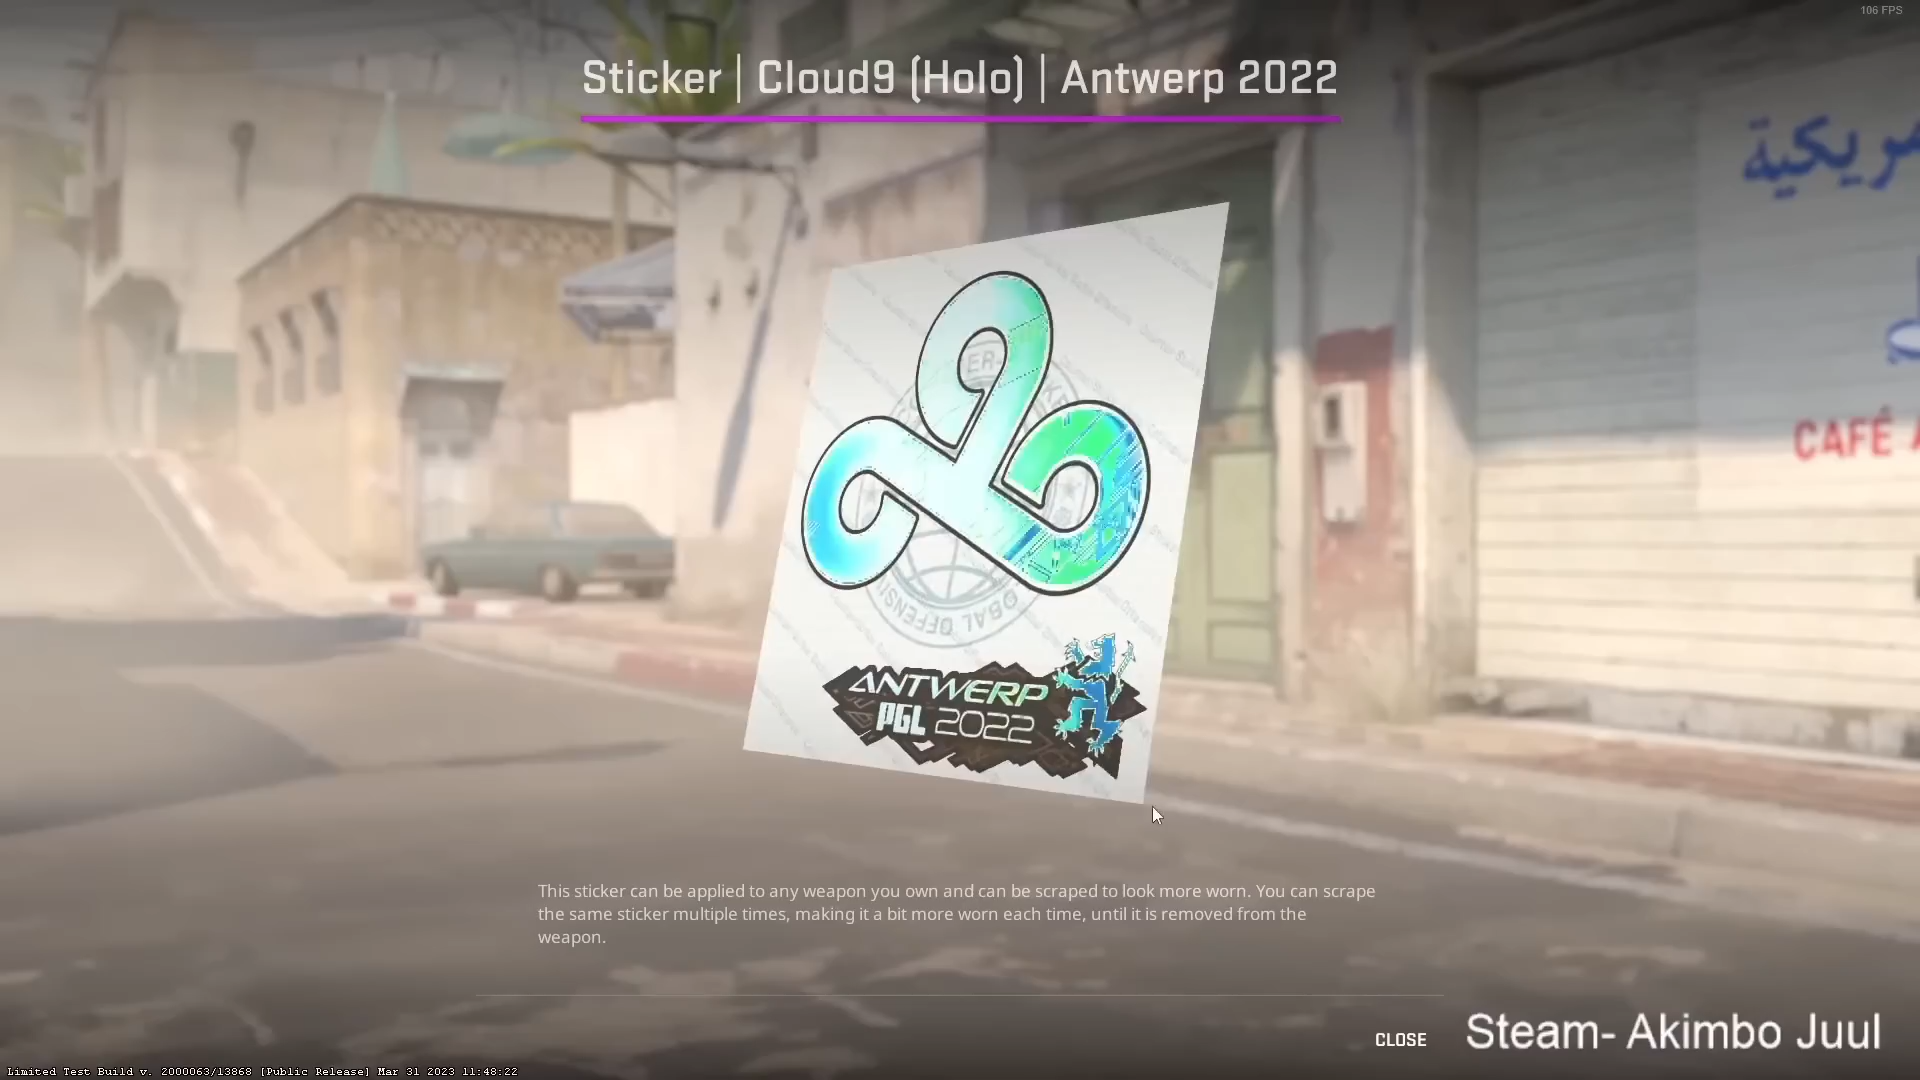 106 FPS
Sticker | Cloud9 (Holo) | Antwerp 2022
CAFÉ
ANTWERP
PGL 2022
This sticker can be applied to any weapon you own and can be scraped to look more worn. You can scrape
the same sticker multiple times, making it a bit more worn each time, until it is removed from the
weapon.
CLOSE
Steam- Akimbo Juul
Limited Test Build v. 2000063/13868 [Public Release] Mar 31 2023 11:48:22